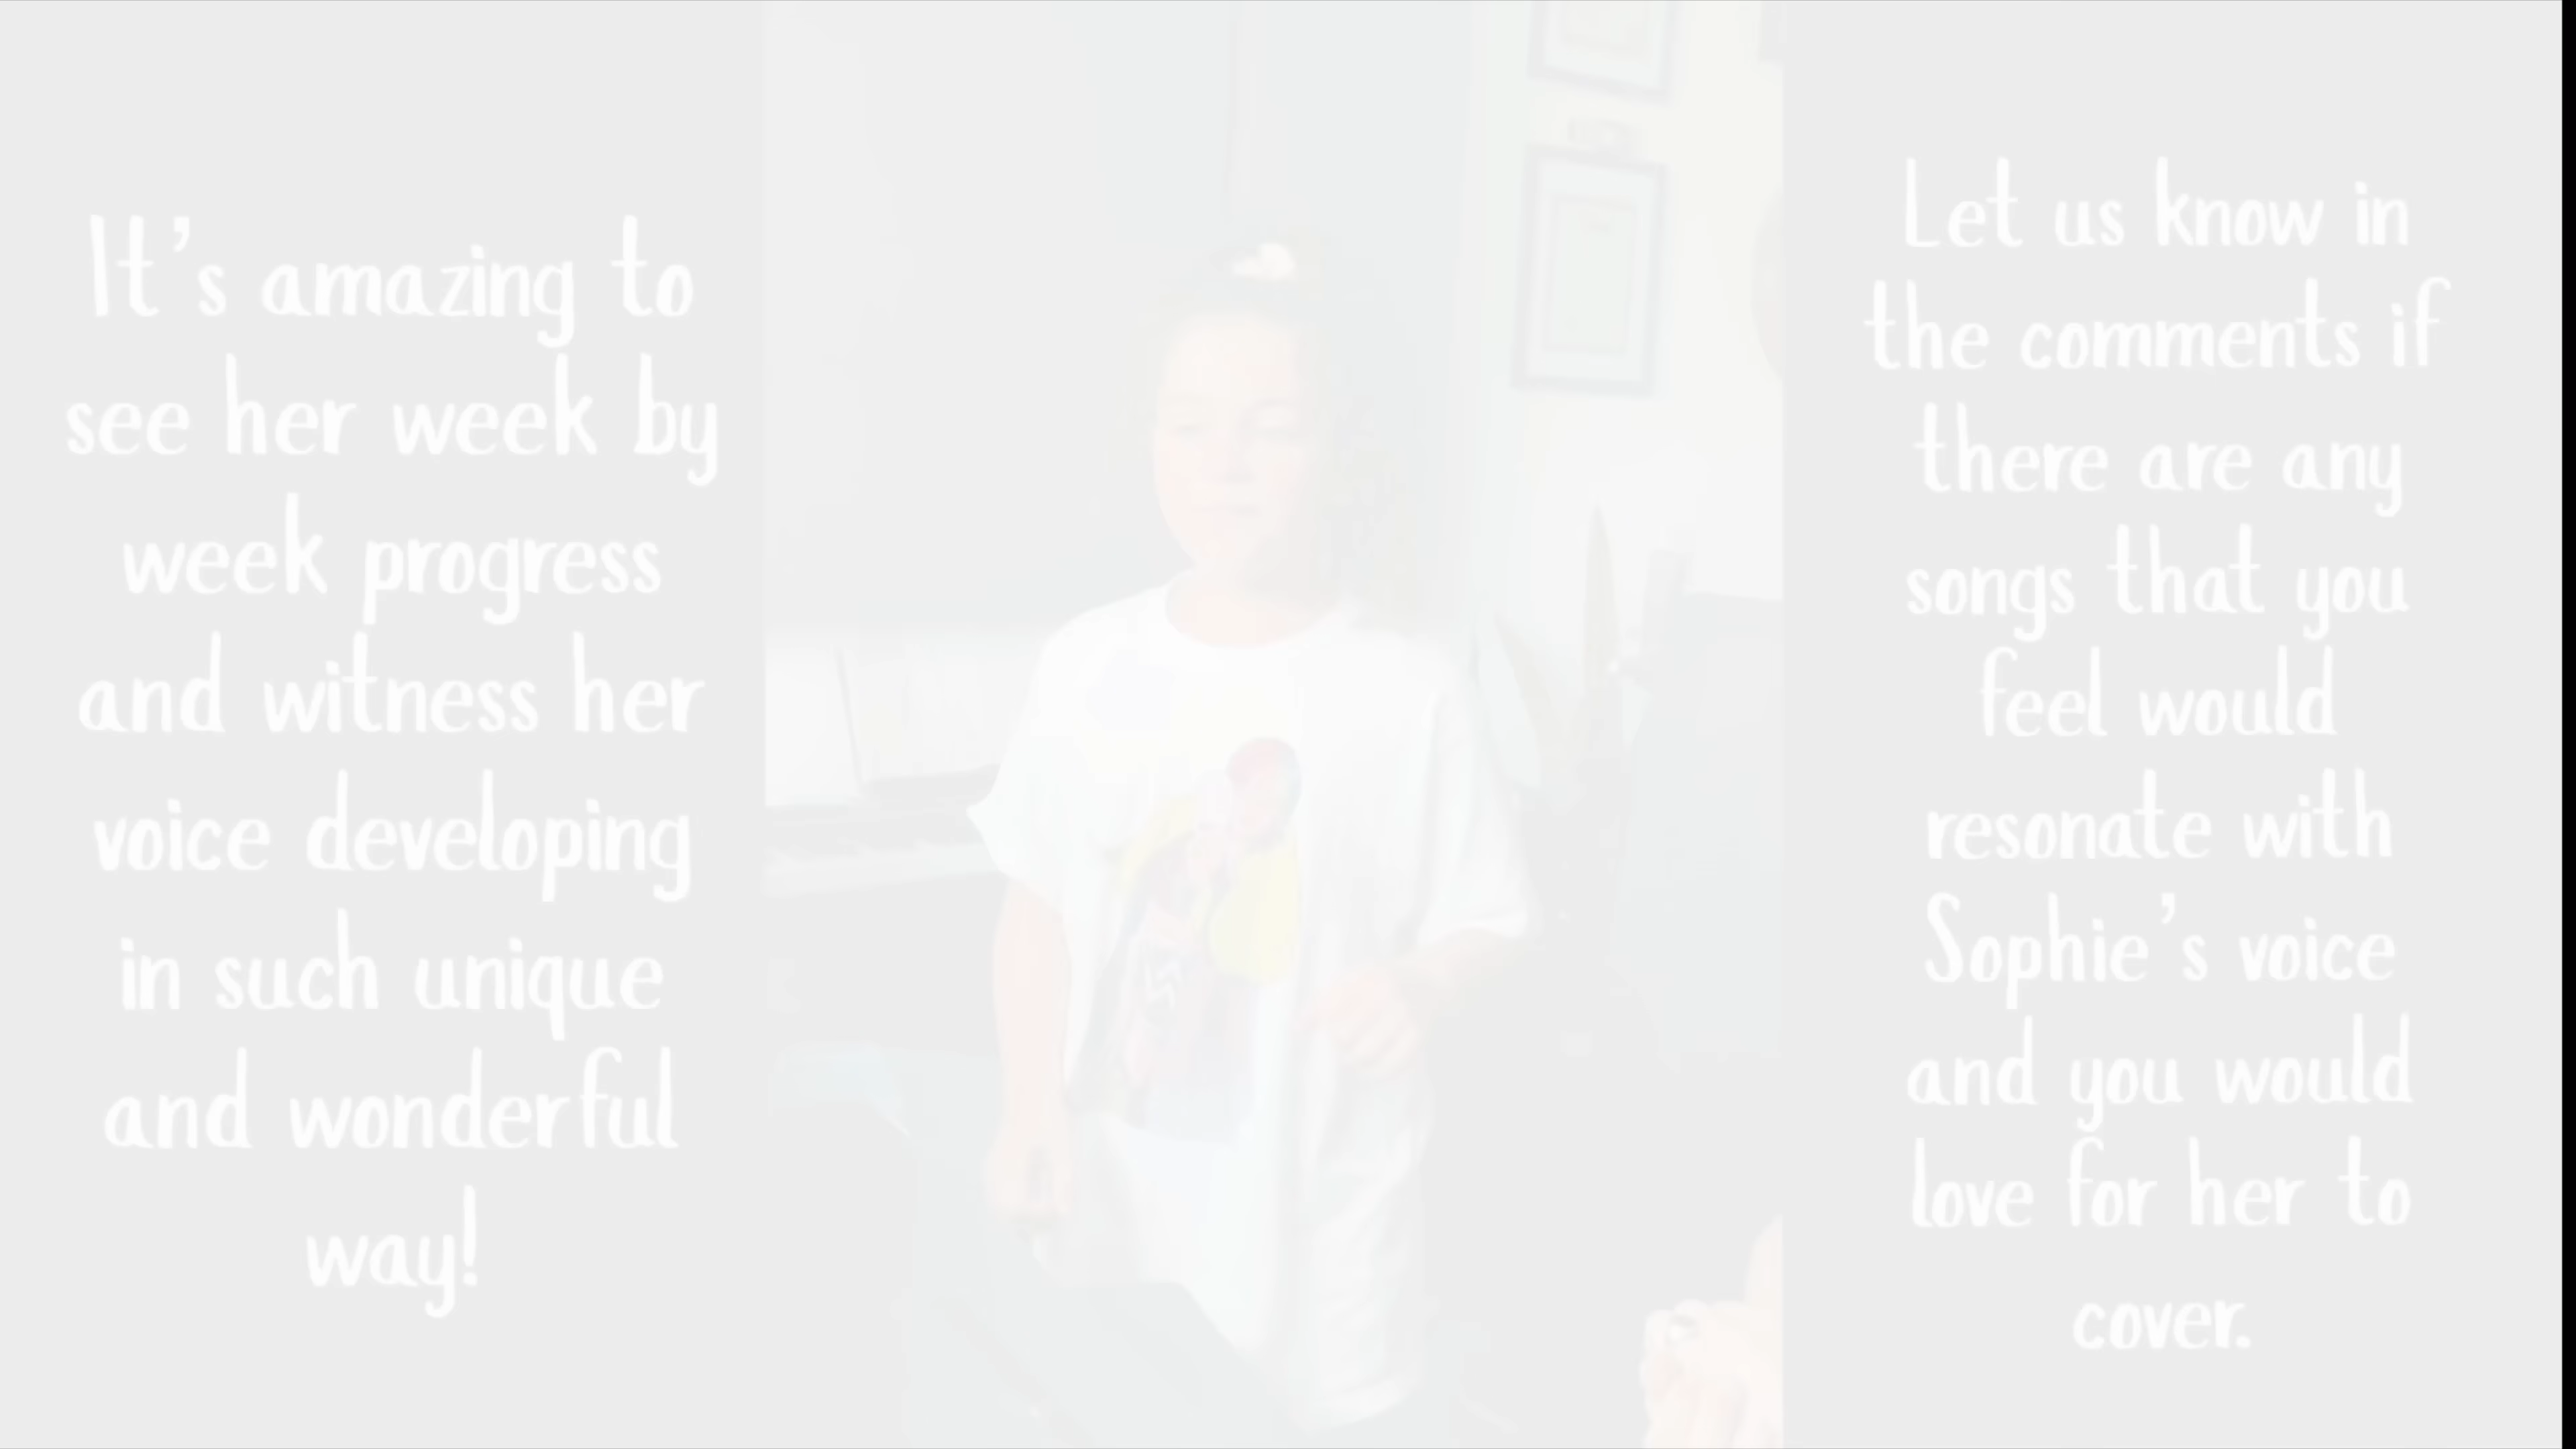 It's amazing to
see her week by
week progress
and witness her
voice developing
in such unique
and wonderful
way!
Let us know in
the comments if
there are any
songs that you
feel would
resonate with
Sophie's voice
and you would
love for her to
cover.